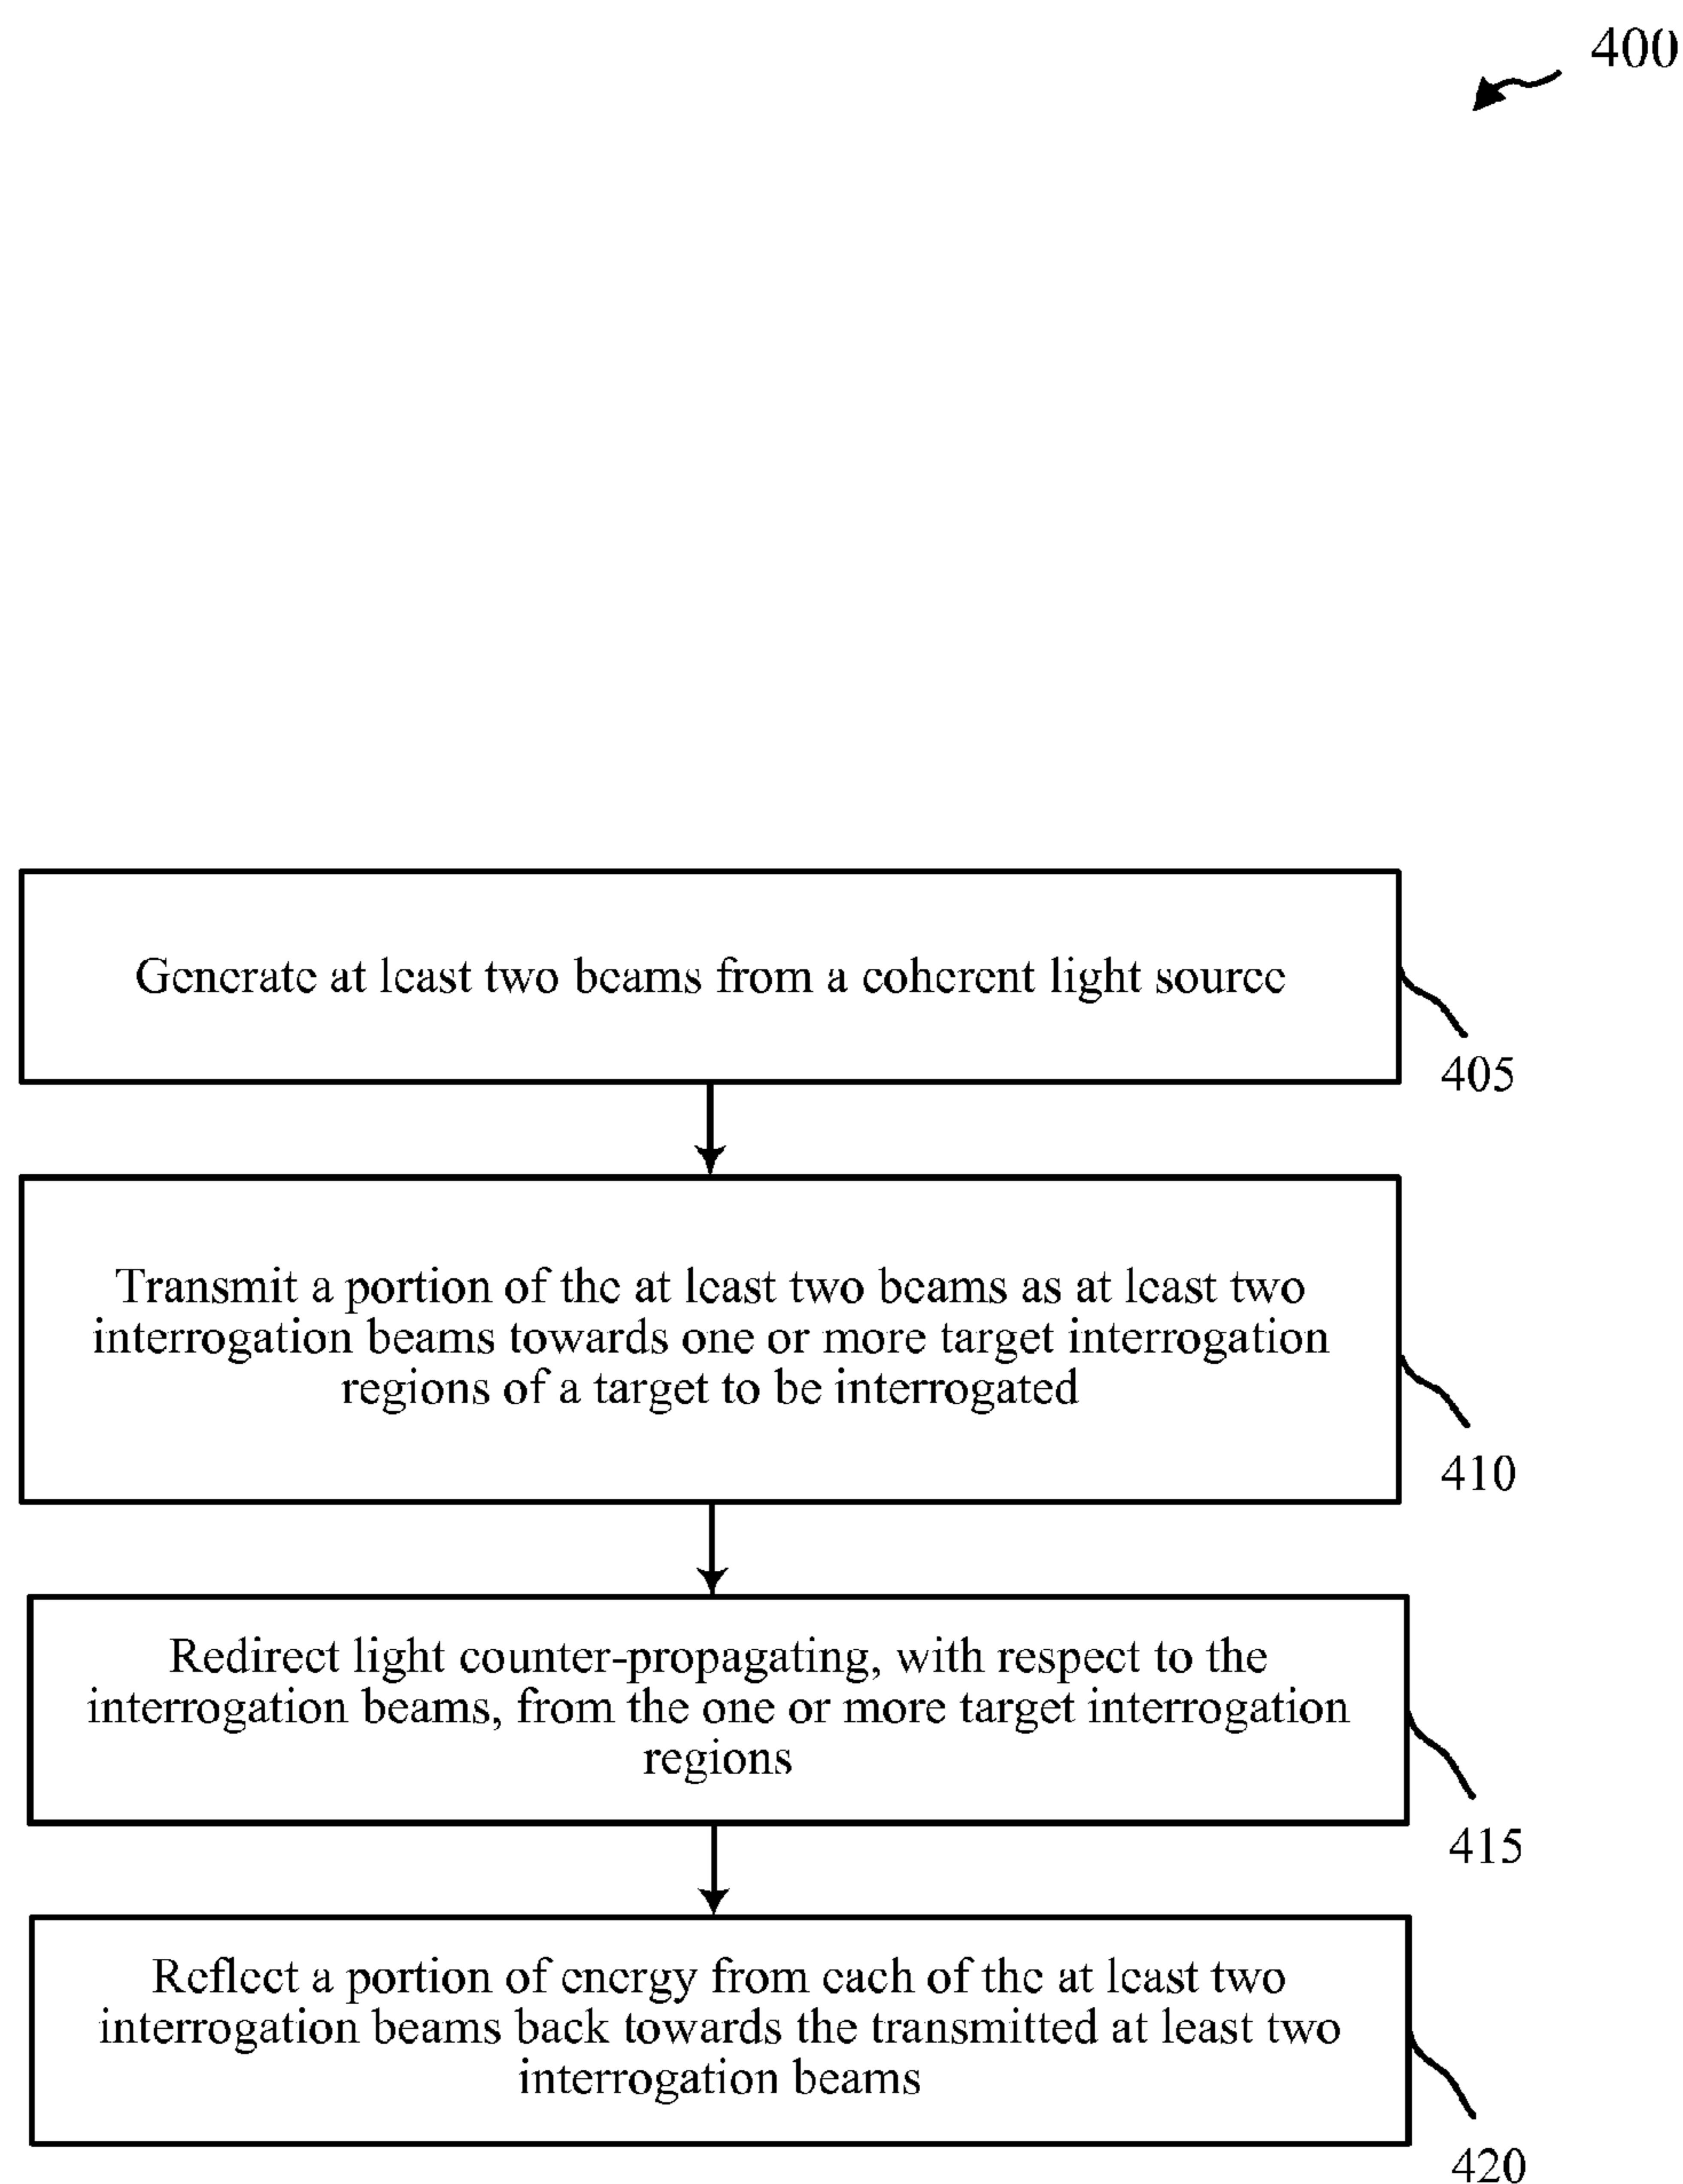 400
Generate at least two beams from a coherent light source
405
Transmit a portion of the at least two beams as at least two
interrogation beams towards one or more target interrogation
regions of a target to be interrogated
410
Redirect light counter-propagating, with respect to the
interrogation beams, from the one or more target interrogation
regions
415
Reflect a portion of energy from each of the at least two
interrogation beams back towards the transmitted at least two
interrogation beams
420